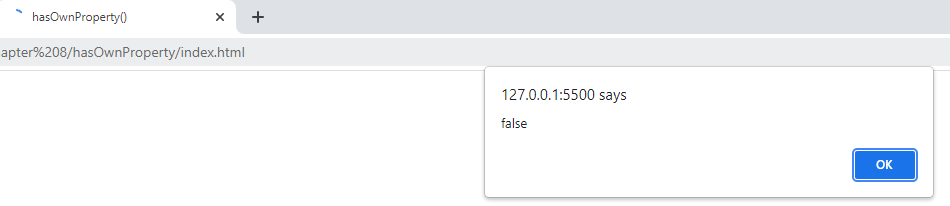 hasOwnProperty()
apter%208/hasOwnProperty/index.html
127.0.0.1:5500 says
false
OK